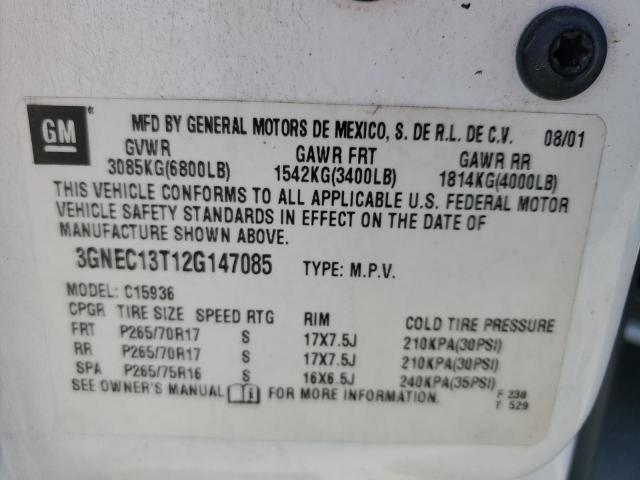 GM ® MFD BY GENERAL MOTORS DE MEXICO, S. DE R.L. DE C.V. 08/01
GVWR GAWR FRT GAWR RR
3085KG(6800LB) 1542KG(3400LB) 1814KG(4000LB)
THIS VEHICLE CONFORMS TO ALL APPLICABLE U.S. FEDERAL MOTOR
VEHICLE SAFETY STANDARDS IN EFFECT ON THE DATE OF
MANUFACTURE SHOWN ABOVE.
3GNEC13T12G147085 TYPE: M.P.V.
MODEL: C15936
CPGR TIRE SIZE SPEED RTG RIM COLD TIRE PRESSURE
FRT P265/70R17 S 17X7.5J 210KPA(30PSI)
RR P265/70R17 S 17X7.5J 210KPA(30PSI)
SPA P265/75R16 S 16X6.5J 240KPA(35PSI)
SEE OWNER'S MANUAL FOR MORE INFORMATION. F 238
T 529